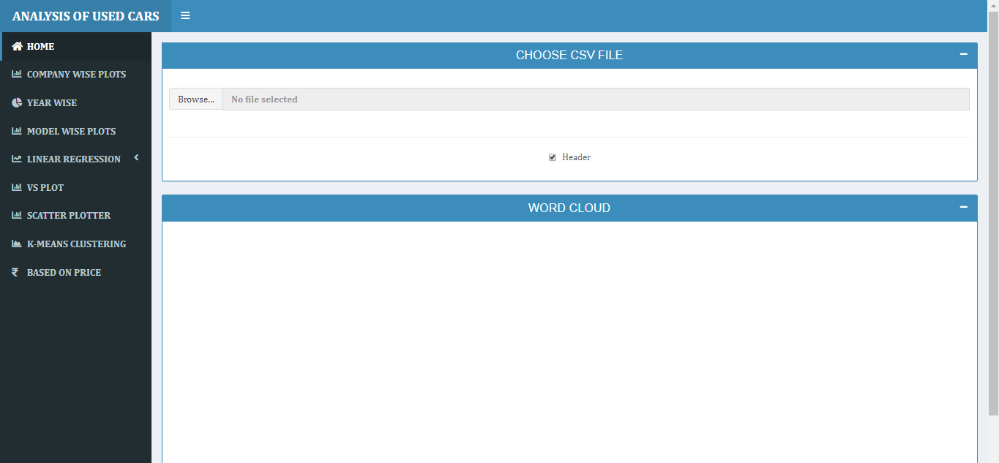 ANALYSIS OF USED CARS
HOME
COMPANY WISE PLOTS
YEAR WISE
MODEL WISE PLOTS
LINEAR REGRESSION
VS PLOT
SCATTER PLOTTER
K-MEANS CLUSTERING
BASED ON PRICE
CHOOSE CSV FILE
Browse... No file selected
Header
WORD CLOUD